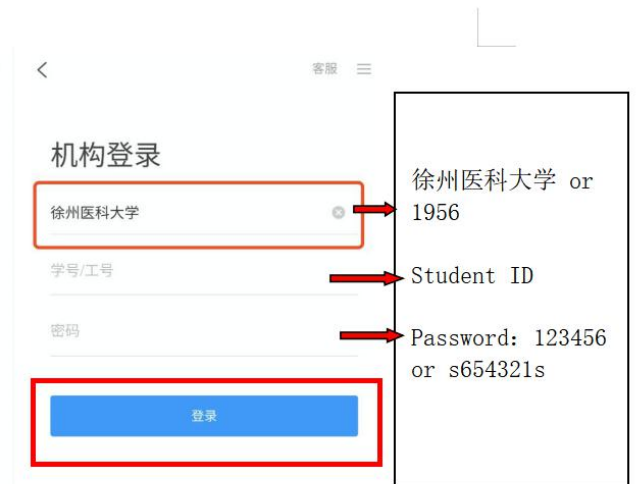 客服
机构登录
徐州医科大学
学号/工号
密码
登录
徐州医科大学 or
1956
Student ID
Password: 123456
or s654321s